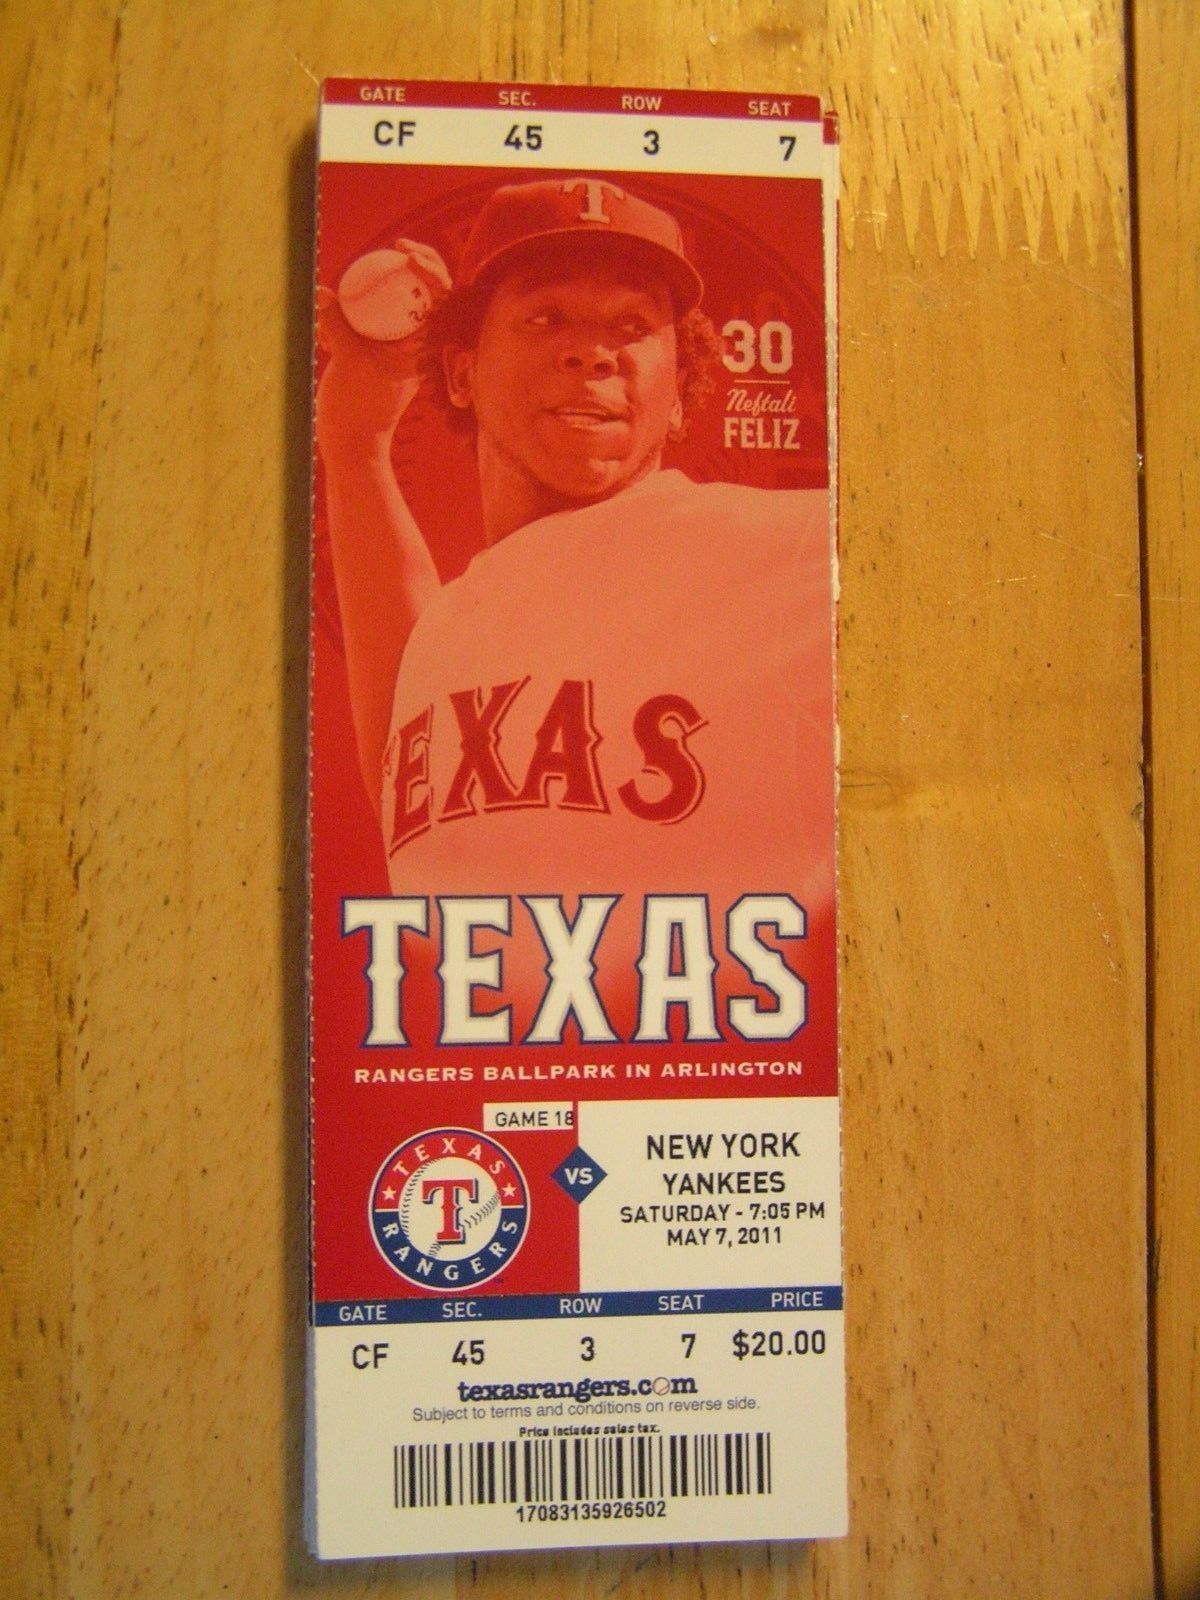 GATE SEC. ROW SEAT
CF 45 3 7
T
30
Neftali
FELIZ
EXAS
TEXAS
RANGERS BALLPARK IN ARLINGTON
GAME 18
TEXAS
T
RANGERS
VS
NEW YORK
YANKEES
SATURDAY - 7:05 PM
MAY 7, 2011
GATE SEC. ROW SEAT PRICE
CF 45 3 7 $20.00
texasrangers.com
Subject to terms and conditions on reverse side.
Price includes sales tax.
17083135926502